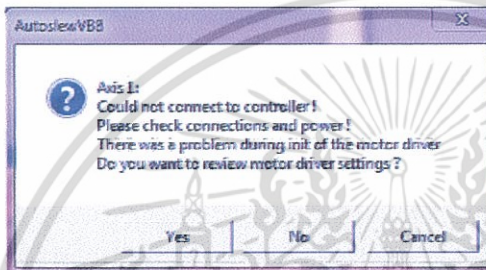 AutoslewVB8
Axis 1:
Could not connect to controller!
Please check connections and power!
There was a problem during init of the motor driver
Do you want to review motor driver settings ?
Yes
No
Cancel